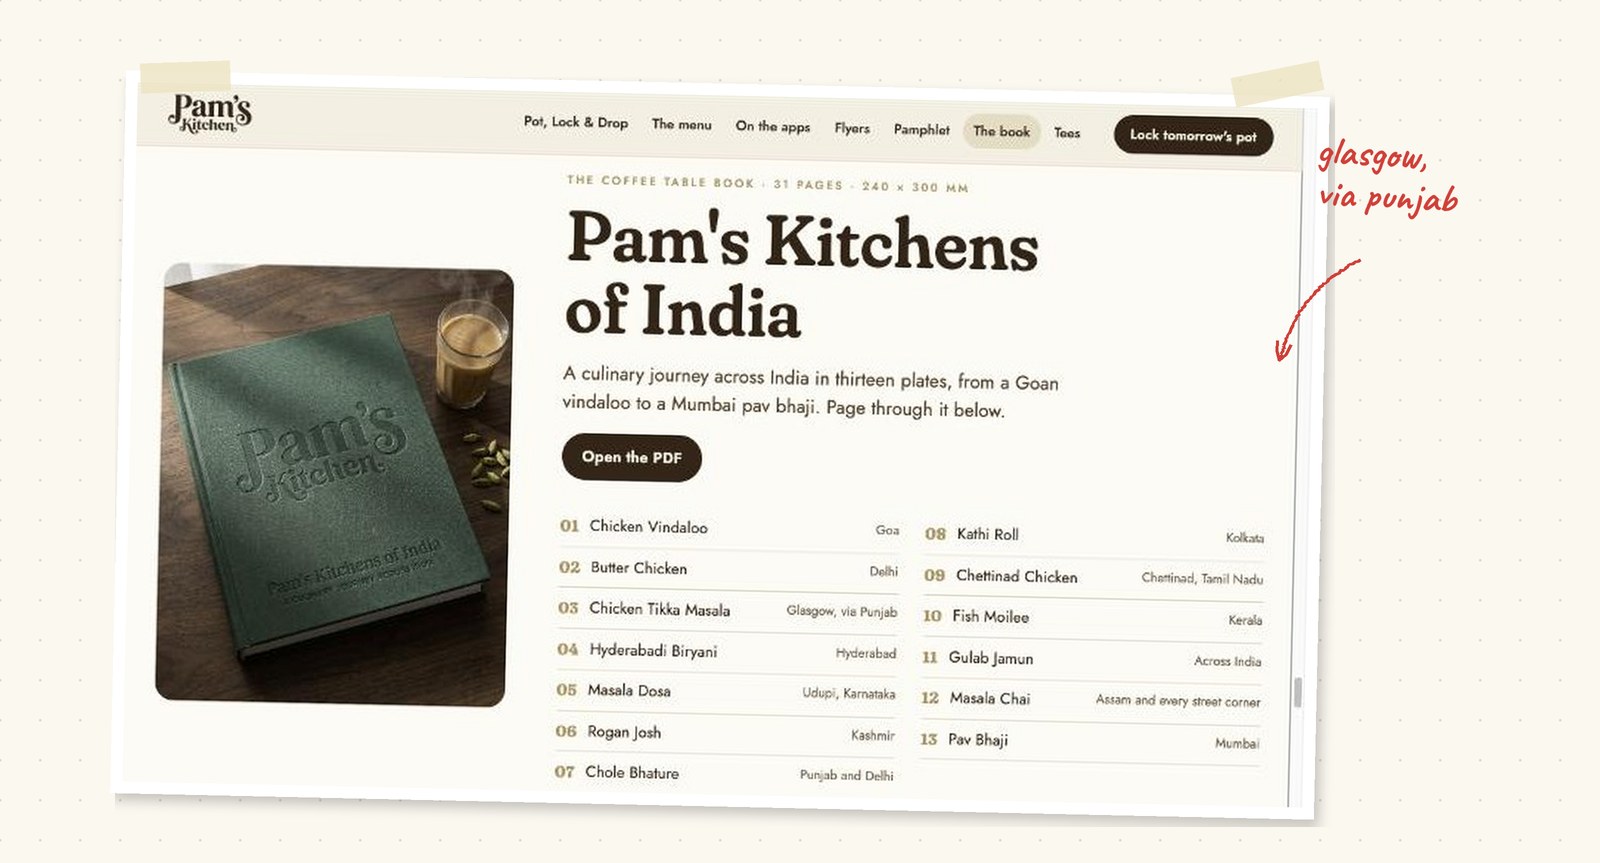 Pam's
Kitchen
Pot, Lock & Drop
The menu
On the apps
Flyers
Pamphlet
The book
Tees
Lock tomorrow's pot
glasgow,
via punjab
THE COFFEE TABLE BOOK · 31 PAGES · 240 × 300 MM
Pam's Kitchens
of India
A culinary journey across India in thirteen plates, from a Goan
vindaloo to a Mumbai pav bhaji. Page through it below.
Open the PDF
Pam's
Kitchen
Pam's Kitchens of India
A CULINARY JOURNEY ACROSS INDIA
01 Chicken Vindaloo Goa
02 Butter Chicken Delhi
03 Chicken Tikka Masala Glasgow, via Punjab
04 Hyderabadi Biryani Hyderabad
05 Masala Dosa Udupi, Karnataka
06 Rogan Josh Kashmir
07 Chole Bhature Punjab and Delhi
08 Kathi Roll Kolkata
09 Chettinad Chicken Chettinad, Tamil Nadu
10 Fish Moilee Kerala
11 Gulab Jamun Across India
12 Masala Chai Assam and every street corner
13 Pav Bhaji Mumbai